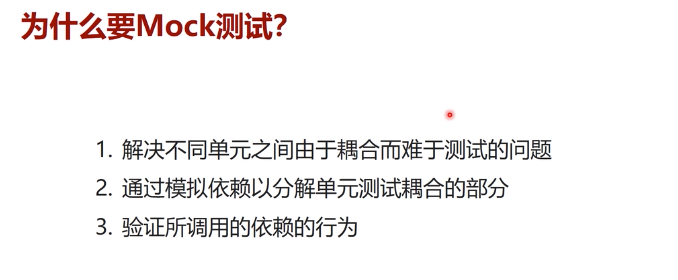 为什么要Mock测试?
1. 解决不同单元之间由于耦合而难于测试的问题
2. 通过模拟依赖以分解单元测试耦合的部分
3. 验证所调用的依赖的行为